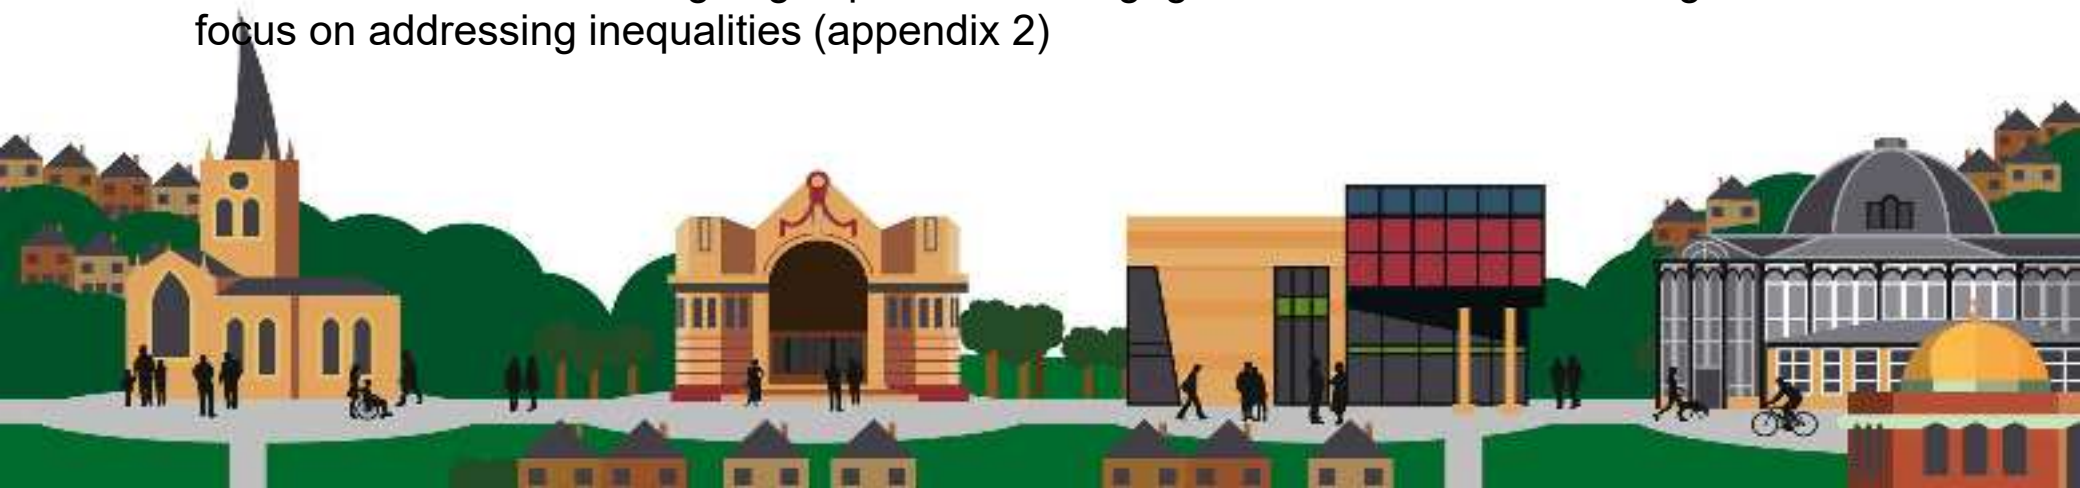 focus on addressing inequalities (appendix 2)